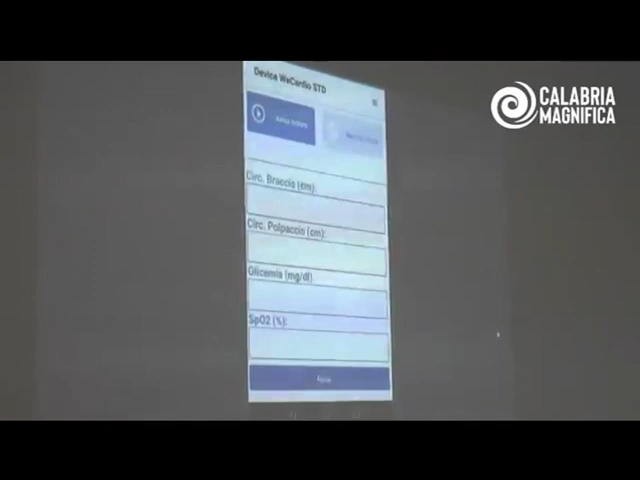 Device WeCardio STD
CALABRIA
MAGNIFICA
Circ. Braccio (cm):
Circ. Polpaccio (cm):
Glicemia (mg/dl):
SpO2 (%):